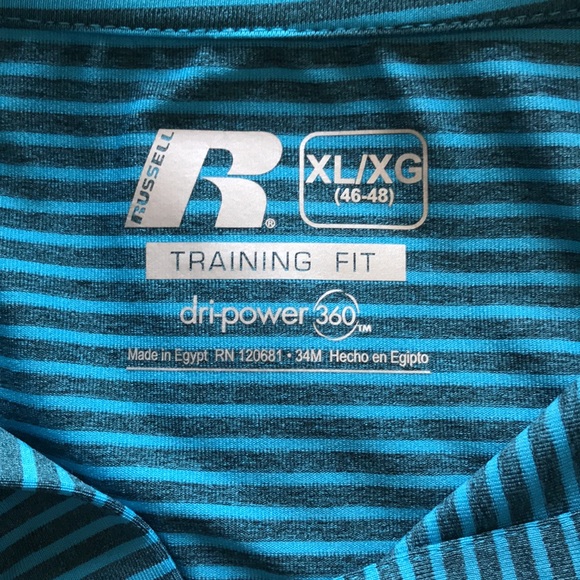 RUSSELL
R®
XL/XG
(46-48)
TRAINING FIT
dri-power 360™
Made in Egypt RN 120681 • 34M Hecho en Egipto